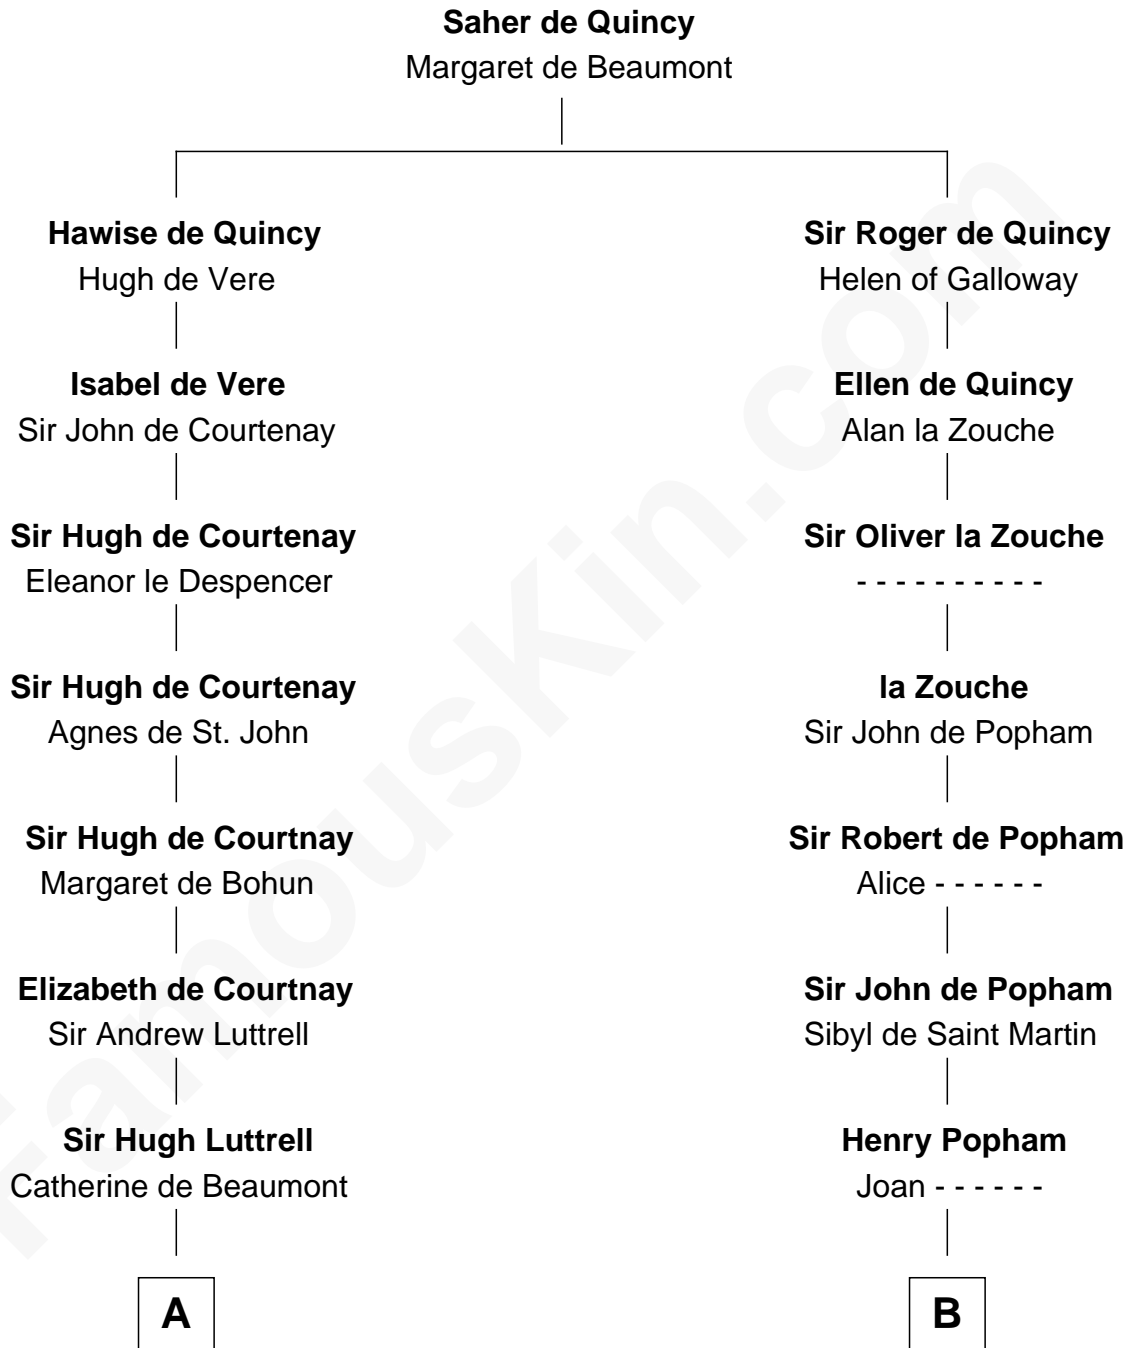 Saher de Quincy
Margaret de Beaumont
Hawise de Quincy
Hugh de Vere
Sir Roger de Quincy
Helen of Galloway
Isabel de Vere
Sir John de Courtenay
Ellen de Quincy
Alan la Zouche
Sir Hugh de Courtenay
Eleanor le Despencer
Sir Oliver la Zouche
- - - - - - - - - -
Sir Hugh de Courtenay
Agnes de St. John
la Zouche
Sir John de Popham
Sir Hugh de Courtnay
Margaret de Bohun
Sir Robert de Popham
Alice - - - - - -
Elizabeth de Courtnay
Sir Andrew Luttrell
Sir John de Popham
Sibyl de Saint Martin
Sir Hugh Luttrell
Catherine de Beaumont
Henry Popham
Joan - - - - - -
A
B
FamousKin.com